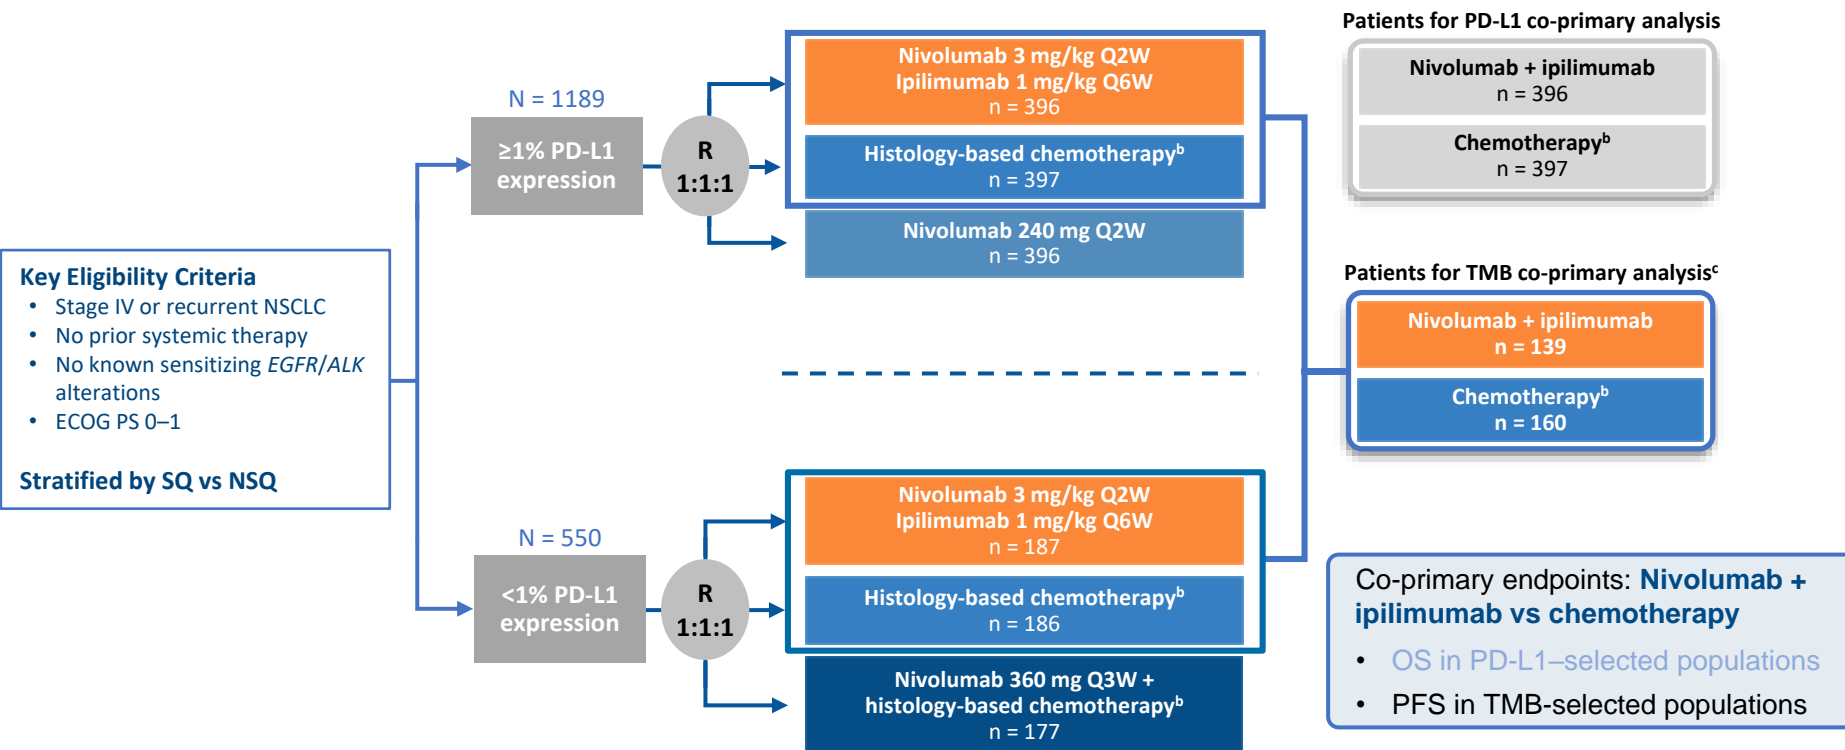 Key Eligibility Criteria
• Stage IV or recurrent NSCLC
• No prior systemic therapy
• No known sensitizing EGFR/ALK
alterations
• ECOG PS 0–1
Stratified by SQ vs NSQ
N = 1189
≥1% PD-L1
expression
R
1:1:1
Nivolumab 3 mg/kg Q2W
Ipilimumab 1 mg/kg Q6W
n = 396
Histology-based chemotherapyᵇ
n = 397
Nivolumab 240 mg Q2W
n = 396
N = 550
<1% PD-L1
expression
R
1:1:1
Nivolumab 3 mg/kg Q2W
Ipilimumab 1 mg/kg Q6W
n = 187
Histology-based chemotherapyᵇ
n = 186
Nivolumab 360 mg Q3W +
histology-based chemotherapyᵇ
n = 177
Patients for PD-L1 co-primary analysis
Nivolumab + ipilimumab
n = 396
Chemotherapyᵇ
n = 397
Patients for TMB co-primary analysisᶜ
Nivolumab + ipilimumab
n = 139
Chemotherapyᵇ
n = 160
Co-primary endpoints: Nivolumab +
ipilimumab vs chemotherapy
• OS in PD-L1–selected populations
• PFS in TMB-selected populations